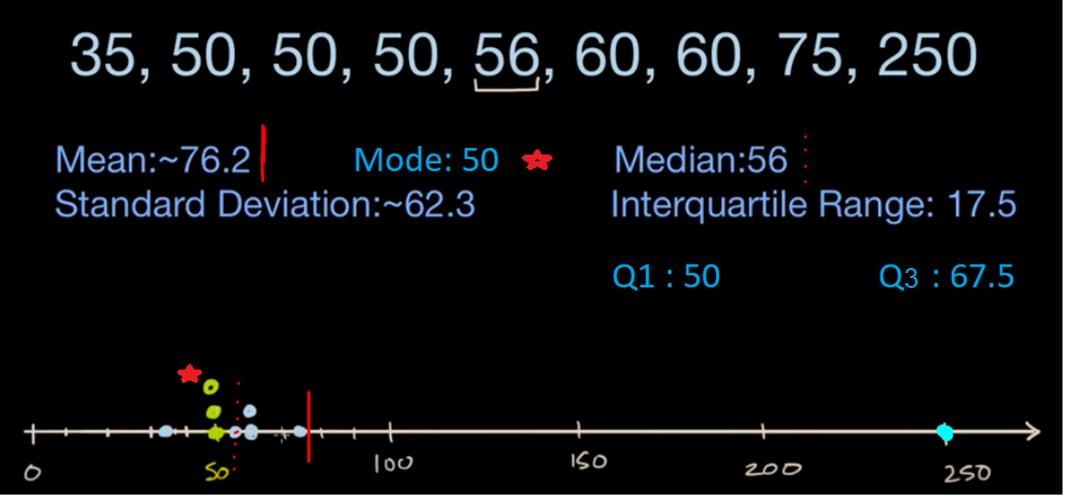 35, 50, 50, 50, 56, 60, 60, 75, 250
Mean:~76.2 Mode: 50 Median:56
Standard Deviation:~62.3 Interquartile Range: 17.5
Q1 : 50 Q3 : 67.5
0 50 100 150 200 250